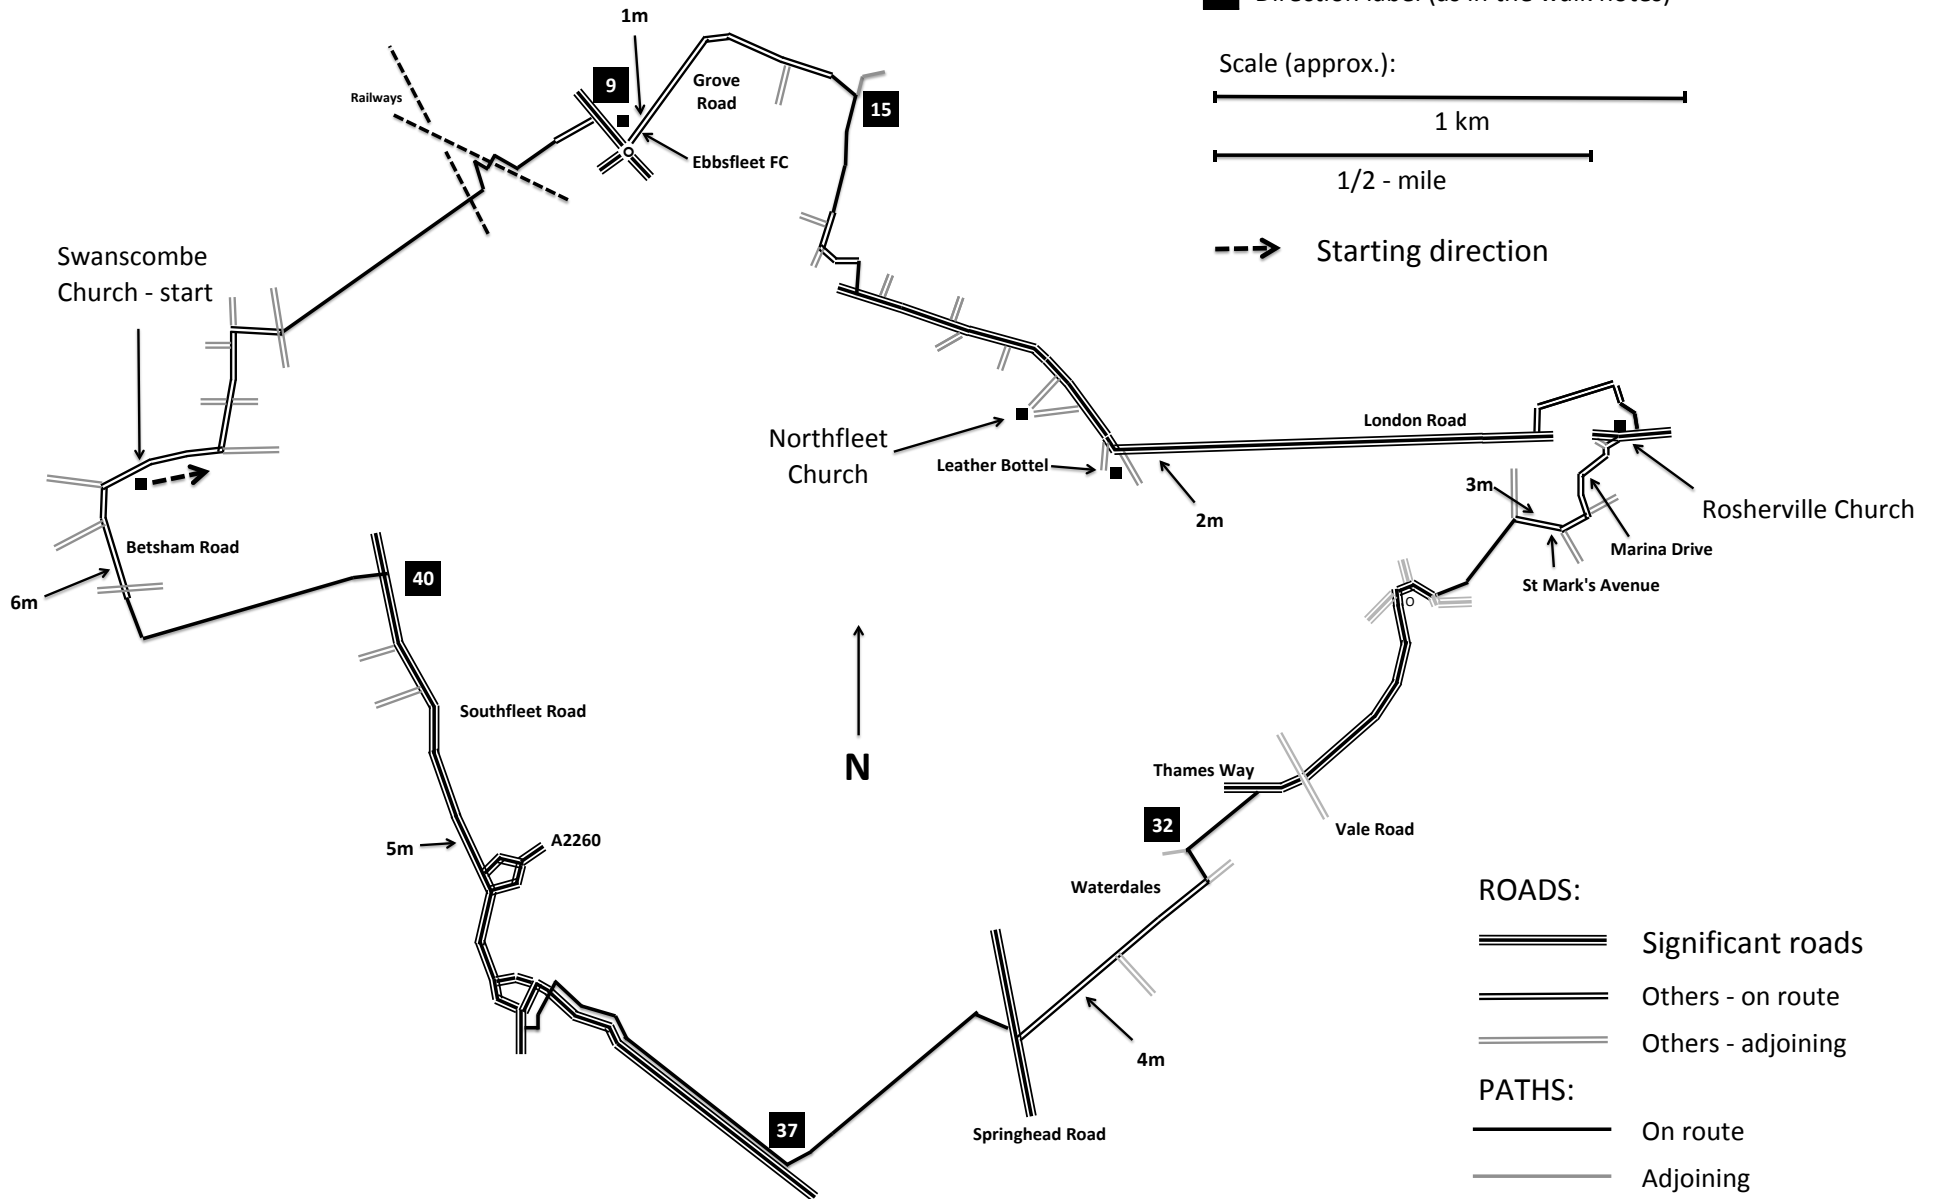 Direction label (as in the walk notes)
Scale (approx.):
1 km
1/2 - mile
Starting direction
1m
9
Grove
Road
15
Railways
Ebbsfleet FC
Swanscombe
Church - start
Northfleet
Church
Leather Bottel
London Road
2m
3m
Rosherville Church
Marina Drive
St Mark's Avenue
Betsham Road
6m
40
Southfleet Road
N
Thames Way
32
Vale Road
5m
A2260
Waterdales
4m
37
Springhead Road
ROADS:
Significant roads
Others - on route
Others - adjoining
PATHS:
On route
Adjoining